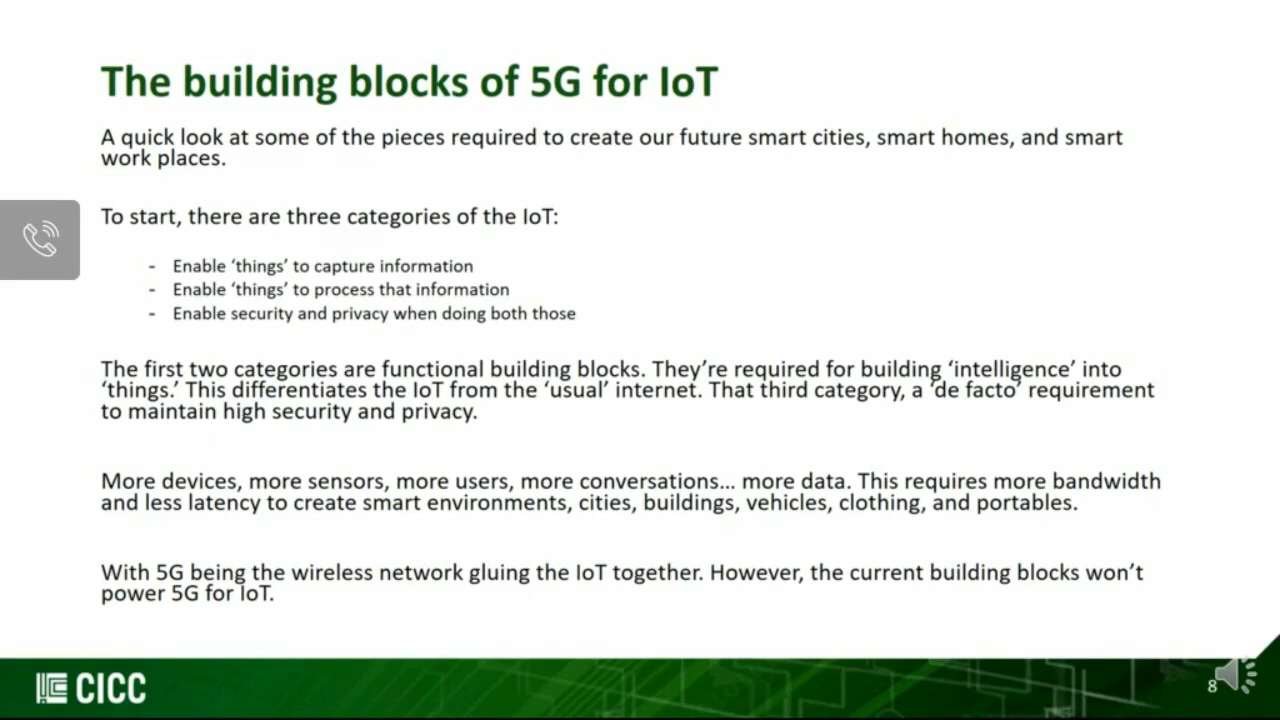 The building blocks of 5G for IoT
A quick look at some of the pieces required to create our future smart cities, smart homes, and smart
work places.
To start, there are three categories of the IoT:
- Enable ‘things’ to capture information
- Enable ‘things’ to process that information
- Enable security and privacy when doing both those
The first two categories are functional building blocks. They’re required for building ‘intelligence’ into
‘things.’ This differentiates the IoT from the ‘usual’ internet. That third category, a ‘de facto’ requirement
to maintain high security and privacy.
More devices, more sensors, more users, more conversations… more data. This requires more bandwidth
and less latency to create smart environments, cities, buildings, vehicles, clothing, and portables.
With 5G being the wireless network gluing the IoT together. However, the current building blocks won’t
power 5G for IoT.
CICC
8